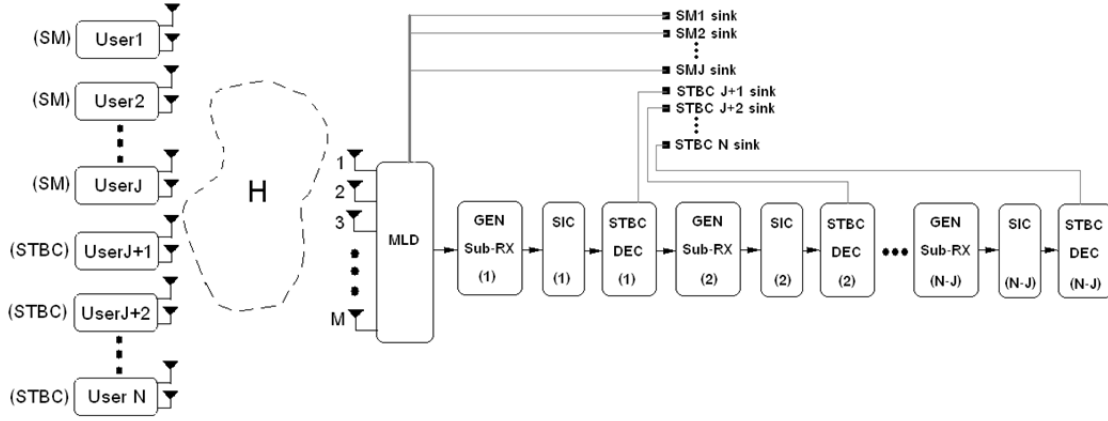 (SM) User1
(SM) User2
(SM) UserJ
(STBC) UserJ+1
(STBC) UserJ+2
(STBC) User N
H
1
2
3
M
MLD
GEN
Sub-RX
(1)
SIC
(1)
STBC
DEC
(1)
GEN
Sub-RX
(2)
SIC
(2)
STBC
DEC
(2)
GEN
Sub-RX
(N-J)
SIC
(N-J)
STBC
DEC
(N-J)
SM1 sink
SM2 sink
SMJ sink
STBC J+1 sink
STBC J+2 sink
STBC N sink